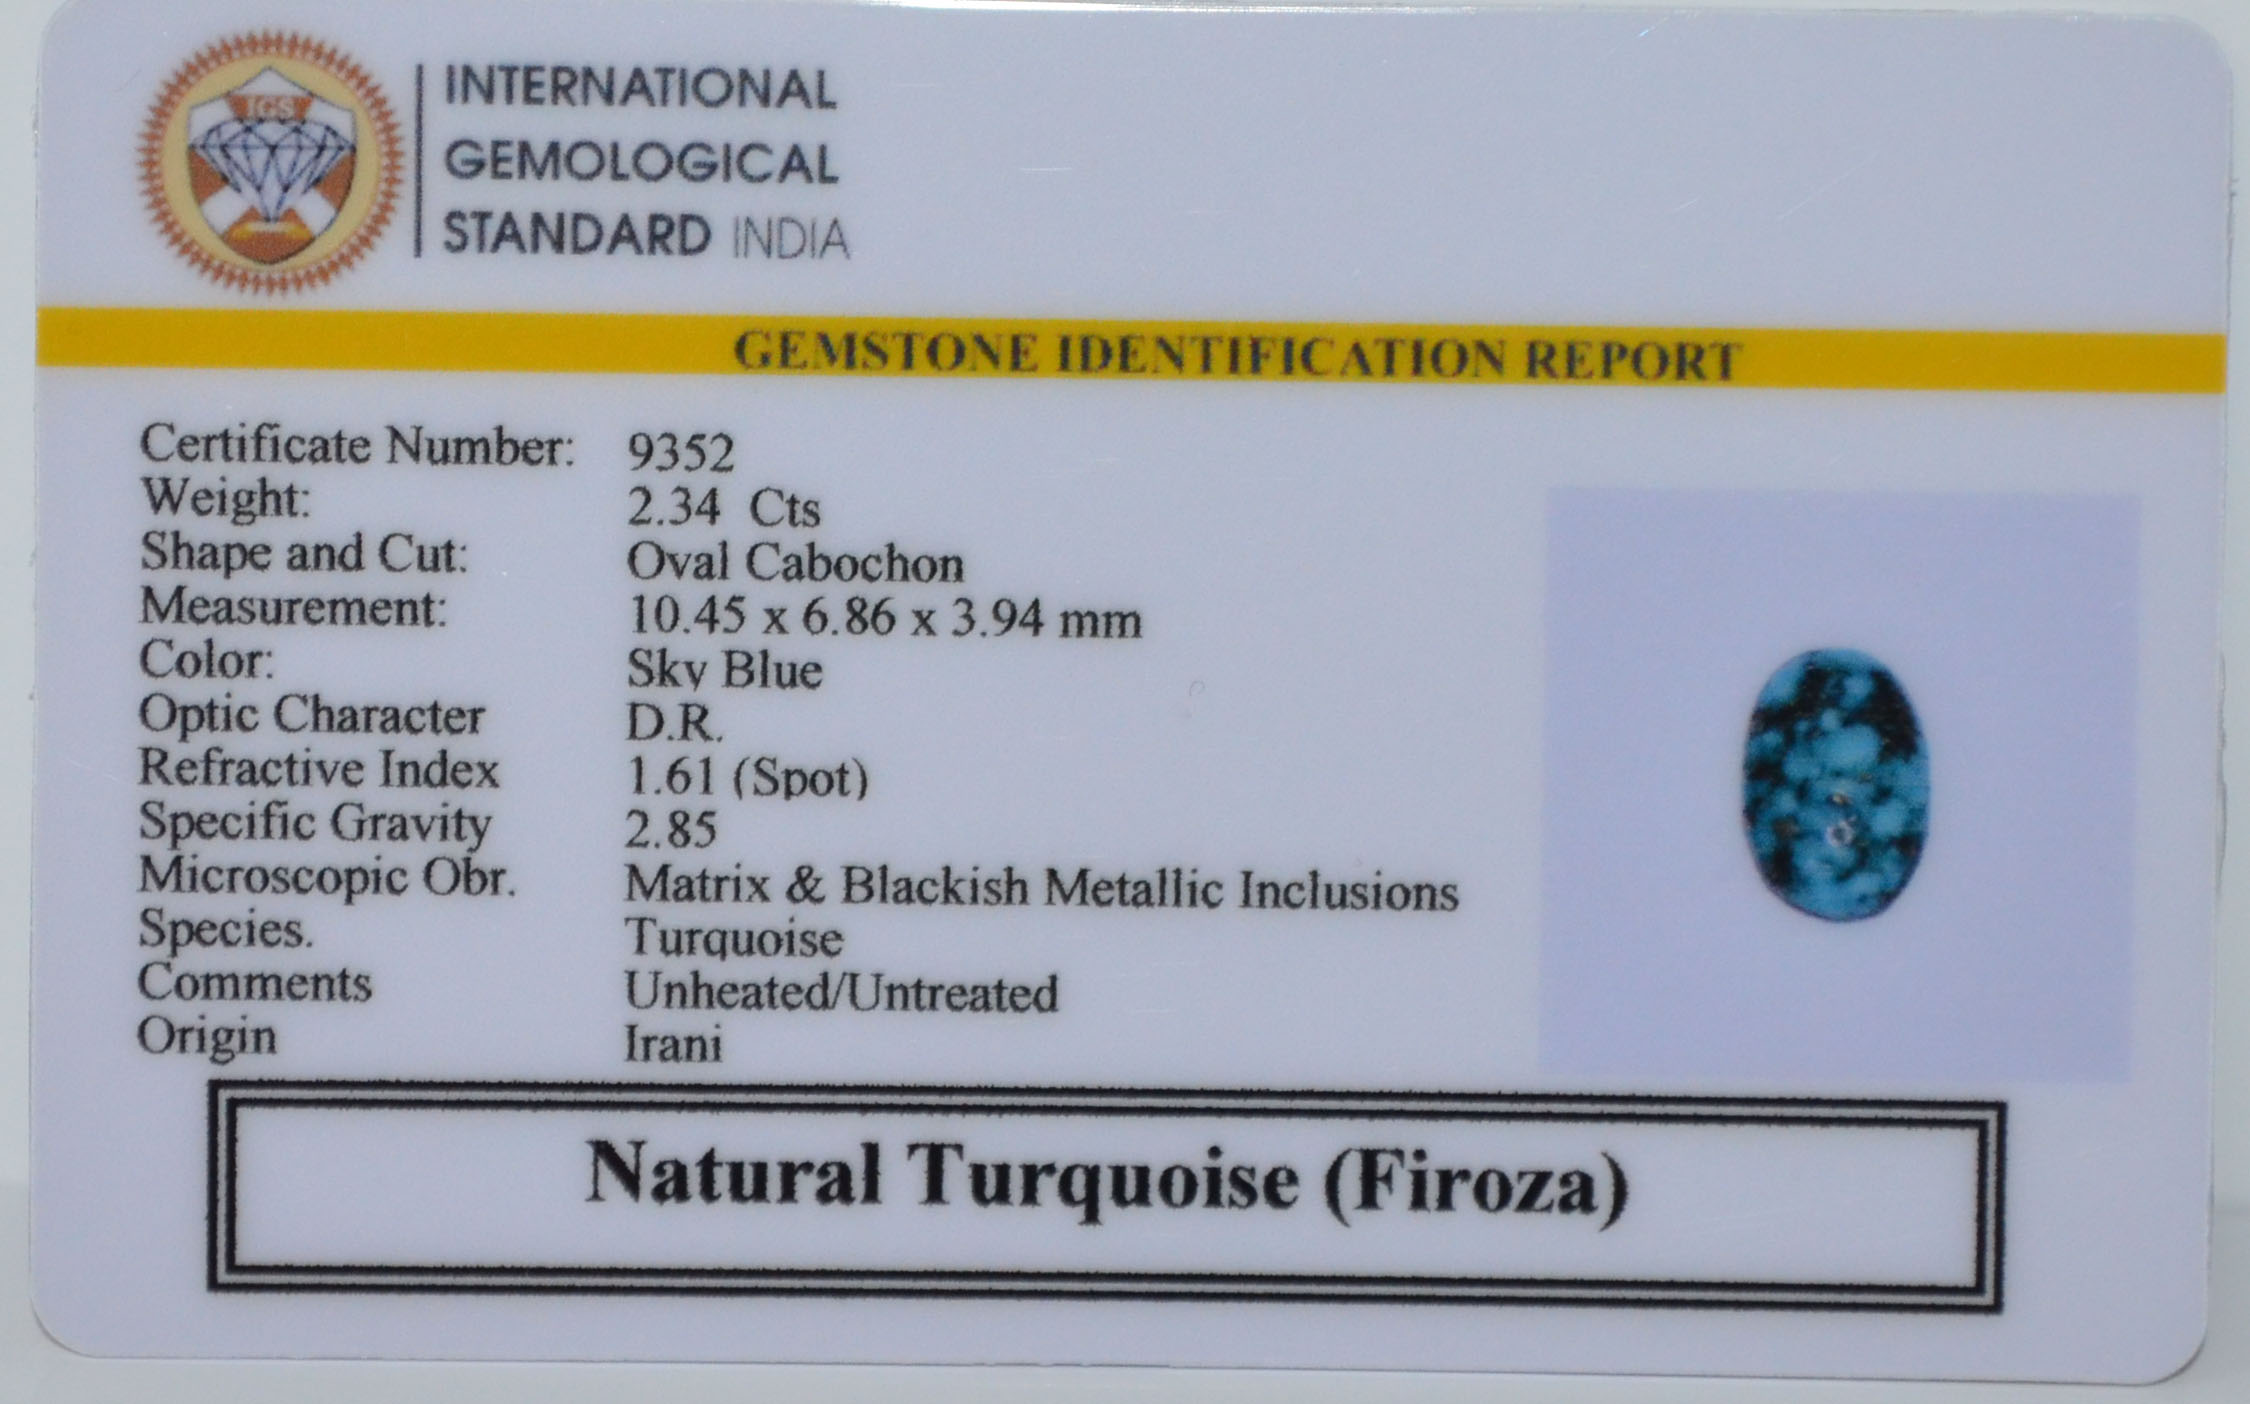 IGS
INTERNATIONAL
GEMOLOGICAL
STANDARD INDIA
GEMSTONE IDENTIFICATION REPORT
Certificate Number: 9352
Weight: 2.34 Cts
Shape and Cut: Oval Cabochon
Measurement: 10.45 x 6.86 x 3.94 mm
Color: Sky Blue
Optic Character D.R.
Refractive Index 1.61 (Spot)
Specific Gravity 2.85
Microscopic Obr. Matrix & Blackish Metallic Inclusions
Species. Turquoise
Comments Unheated/Untreated
Origin Irani
Natural Turquoise (Firoza)